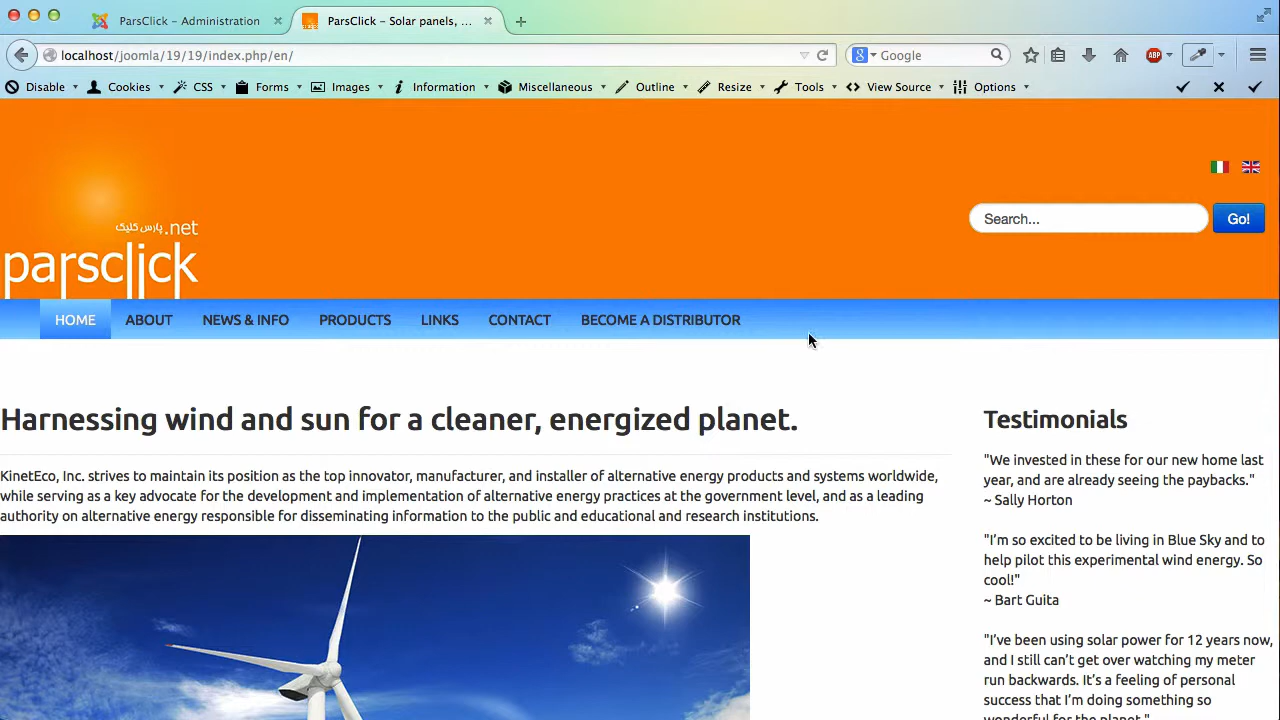 ParsClick - Administration
ParsClick - Solar panels, ...
localhost/joomla/19/19/index.php/en/
Google
ABP
Disable Cookies CSS Forms Images Information Miscellaneous Outline Resize Tools View Source Options
پارس کلیک.net
parsclick
Search...
Go!
HOME ABOUT NEWS & INFO PRODUCTS LINKS CONTACT BECOME A DISTRIBUTOR
Harnessing wind and sun for a cleaner, energized planet.
KinetEco, Inc. strives to maintain its position as the top innovator, manufacturer, and installer of alternative energy products and systems worldwide,
while serving as a key advocate for the development and implementation of alternative energy practices at the government level, and as a leading
authority on alternative energy responsible for disseminating information to the public and educational and research institutions.
Testimonials
"We invested in these for our new home last
year, and are already seeing the paybacks."
~ Sally Horton
"I'm so excited to be living in Blue Sky and to
help pilot this experimental wind energy. So
cool!"
~ Bart Guita
"I've been using solar power for 12 years now,
and I still can't get over watching my meter
run backwards. It's a feeling of personal
success that I'm doing something so
wonderful for the planet."